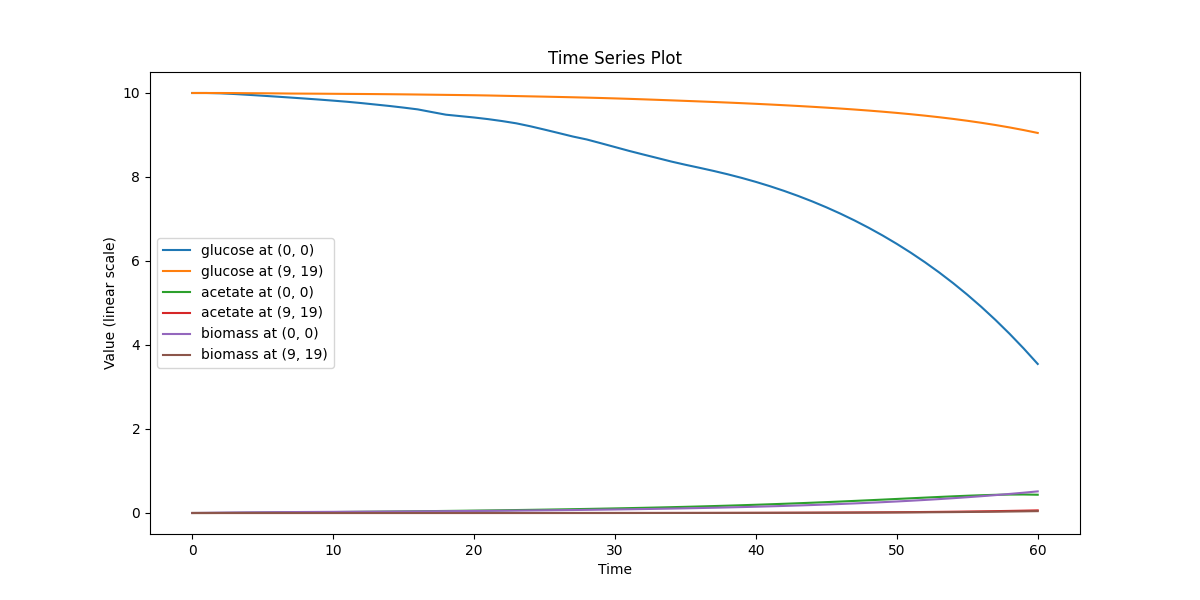 Time Series Plot
10
8
6
4
2
0
Value (linear scale)
glucose at (0, 0)
glucose at (9, 19)
acetate at (0, 0)
acetate at (9, 19)
biomass at (0, 0)
biomass at (9, 19)
0 10 20 30 40 50 60
Time